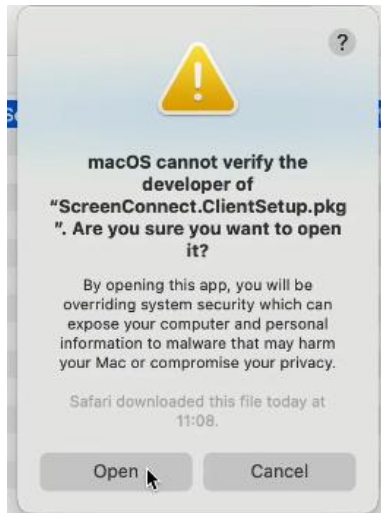 ?
macOS cannot verify the
developer of
“ScreenConnect.ClientSetup.pkg
”. Are you sure you want to open
it?
By opening this app, you will be
overriding system security which can
expose your computer and personal
information to malware that may harm
your Mac or compromise your privacy.
Safari downloaded this file today at
11:08.
Open
Cancel